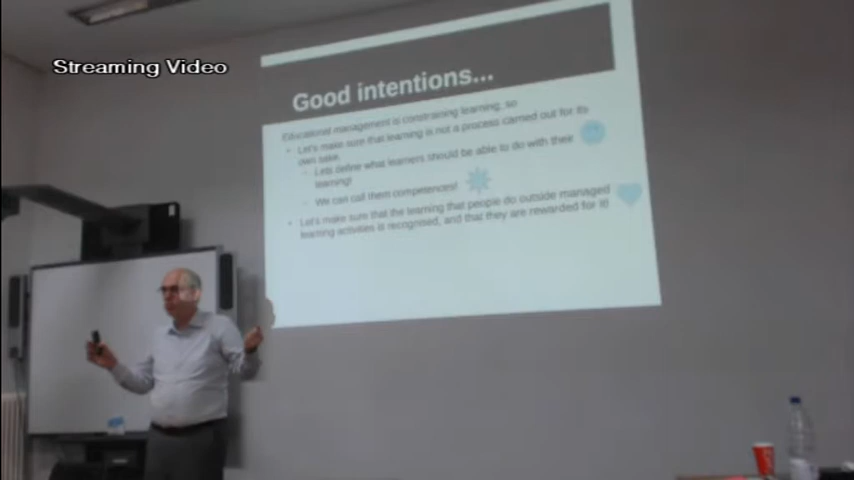 Streaming Video
Good intentions...
Educational management is constraining learning, so
Let's make sure that learning is not a process carried out for its
own sake.
Lets define what learners should be able to do with their
learning!
We can call them competences!
Let's make sure that the learning that people do outside managed
learning activities is recognised, and that they are rewarded for it!